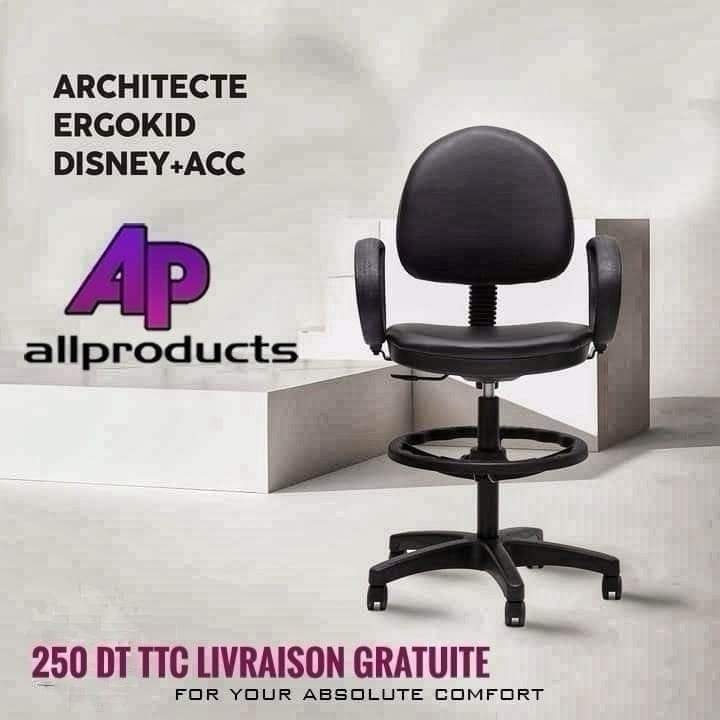 ARCHITECTE
ERGOKID
DISNEY+ACC
AP
allproducts
250 DT TTC LIVRAISON GRATUITE
FOR YOUR ABSOLUTE COMFORT